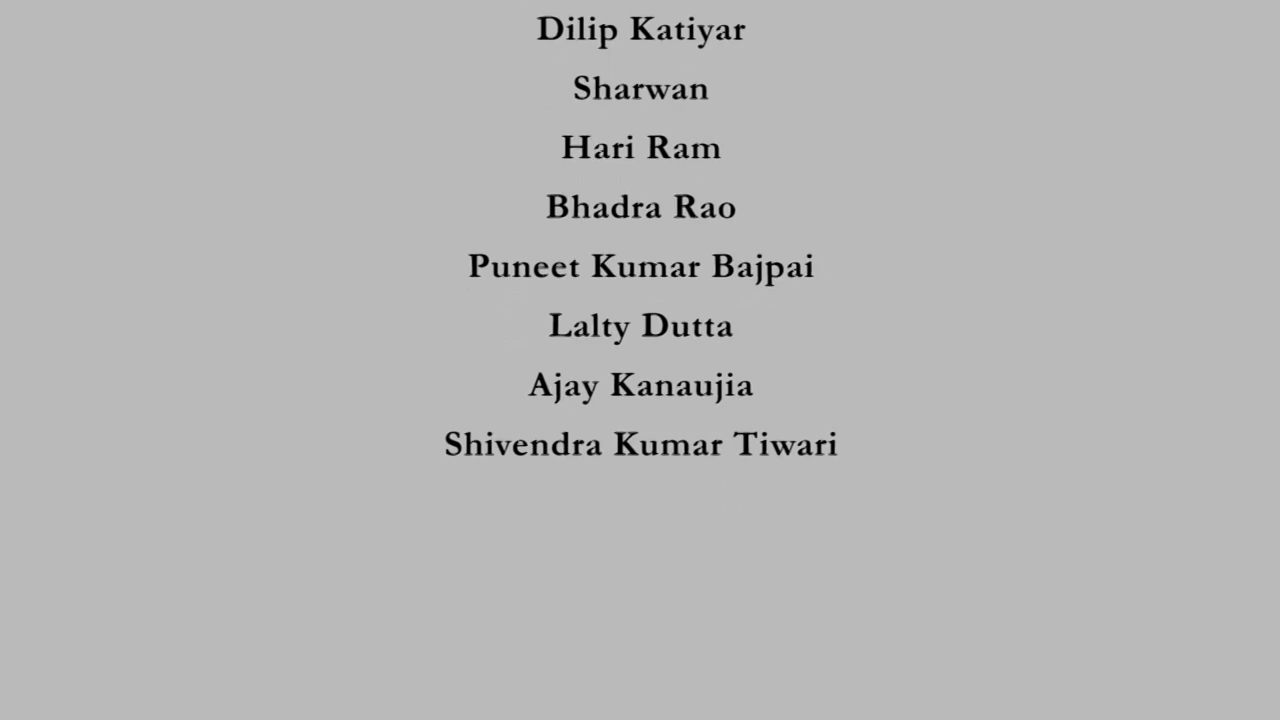 Dilip Katiyar
Sharwan
Hari Ram
Bhadra Rao
Puneet Kumar Bajpai
Lalty Dutta
Ajay Kanaujia
Shivendra Kumar Tiwari